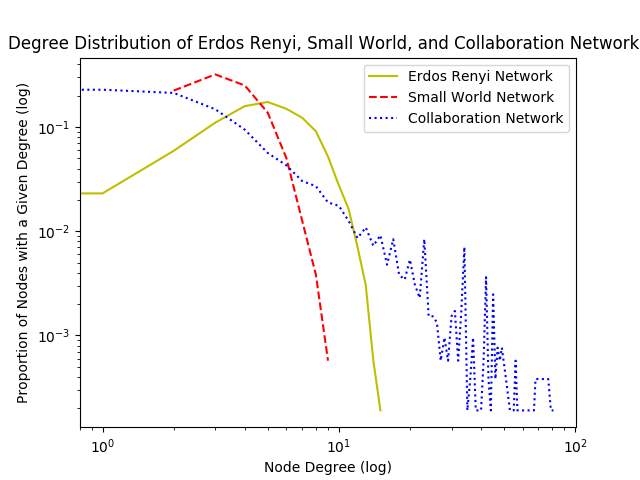 Degree Distribution of Erdos Renyi, Small World, and Collaboration Network
Erdos Renyi Network
Small World Network
Collaboration Network
Proportion of Nodes with a Given Degree (log)
10⁻¹
10⁻²
10⁻³
10⁰
10¹
10²
Node Degree (log)